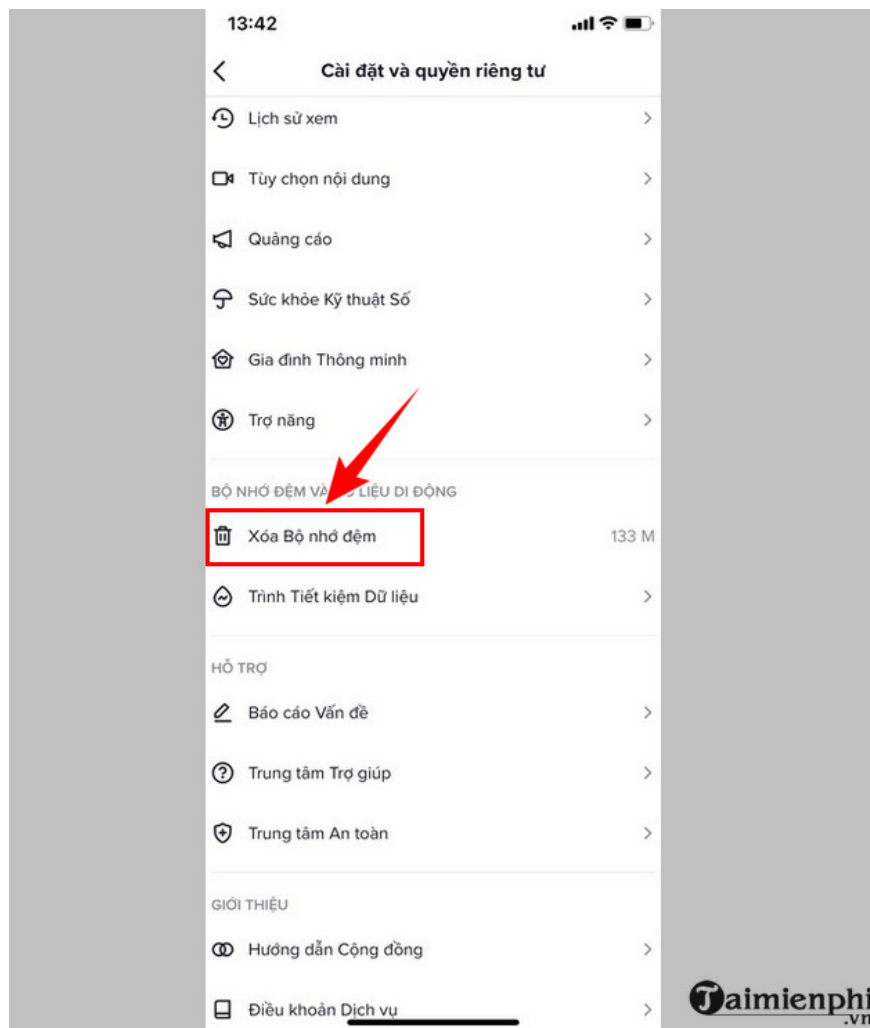 13:42
Cài đặt và quyền riêng tư
Lịch sử xem
Tùy chọn nội dung
Quảng cáo
Sức khỏe Kỹ thuật Số
Gia đình Thông minh
Trợ năng
BỘ NHỚ ĐỆM VÀ LIỆU DI ĐỘNG
Xóa Bộ nhớ đệm 133 M
Trình Tiết kiệm Dữ liệu
HỖ TRỢ
Báo cáo Vấn đề
Trung tâm Trợ giúp
Trung tâm An toàn
GIỚI THIỆU
Hướng dẫn Cộng đồng
Điều khoản Dịch vụ
Taimienphi
.vn